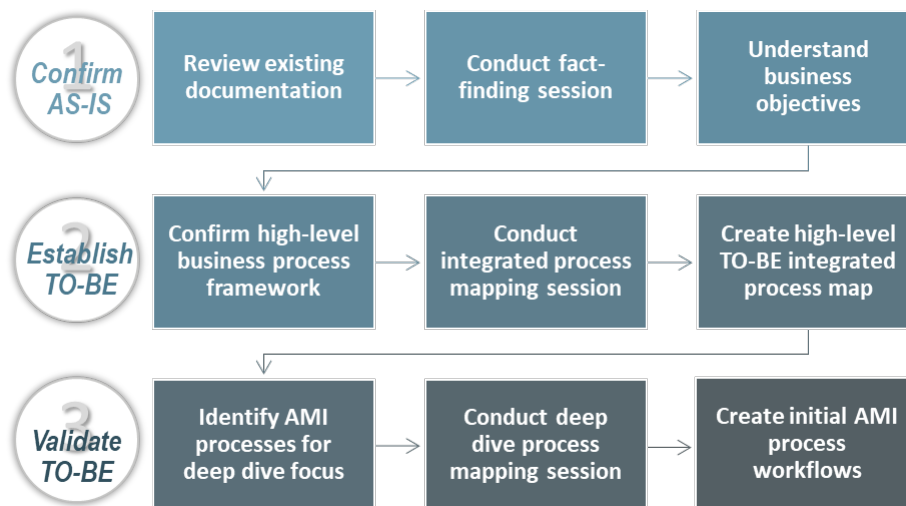 1
Confirm
AS-IS
Review existing
documentation
Conduct fact-
finding session
Understand
business
objectives
2
Establish
TO-BE
Confirm high-level
business process
framework
Conduct
integrated process
mapping session
Create high-level
TO-BE integrated
process map
3
Validate
TO-BE
Identify AMI
processes for
deep dive focus
Conduct deep
dive process
mapping session
Create initial AMI
process
workflows